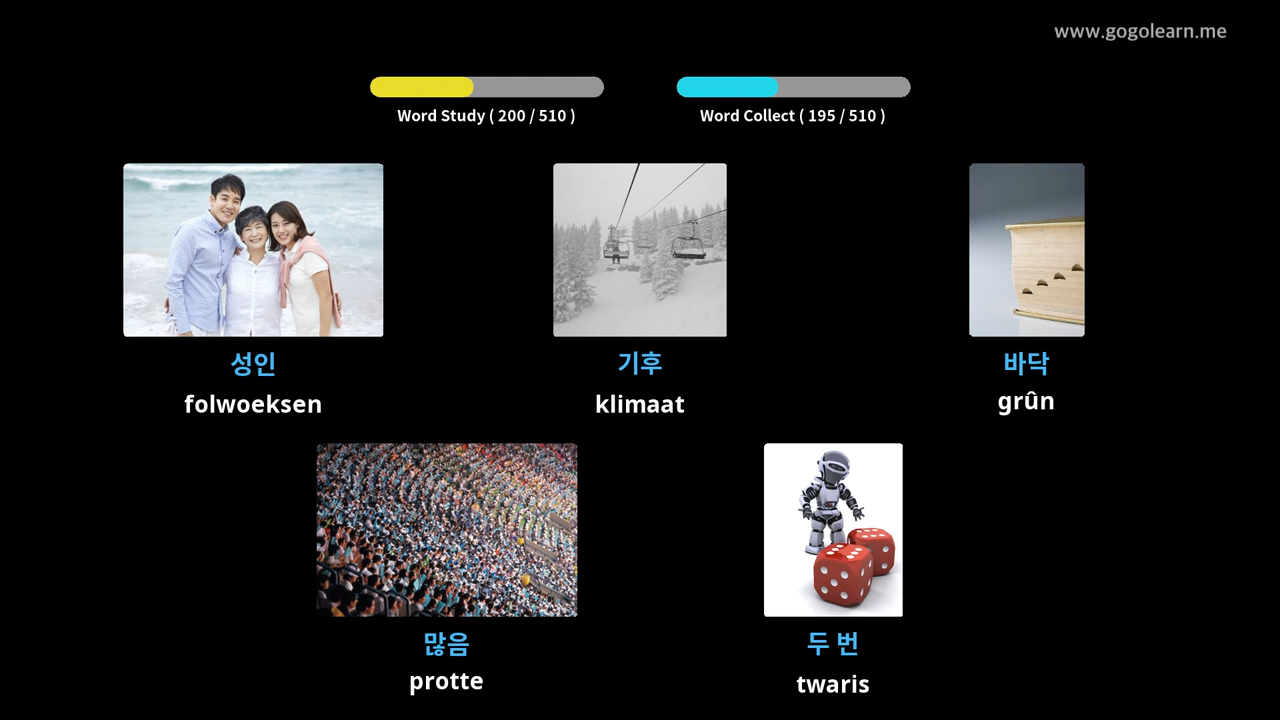 www.gogolearn.me
Word Study ( 200 / 510 )
Word Collect ( 195 / 510 )
성인
folwoeksen
기후
klimaat
바닥
grûn
많음
protte
두 번
twaris